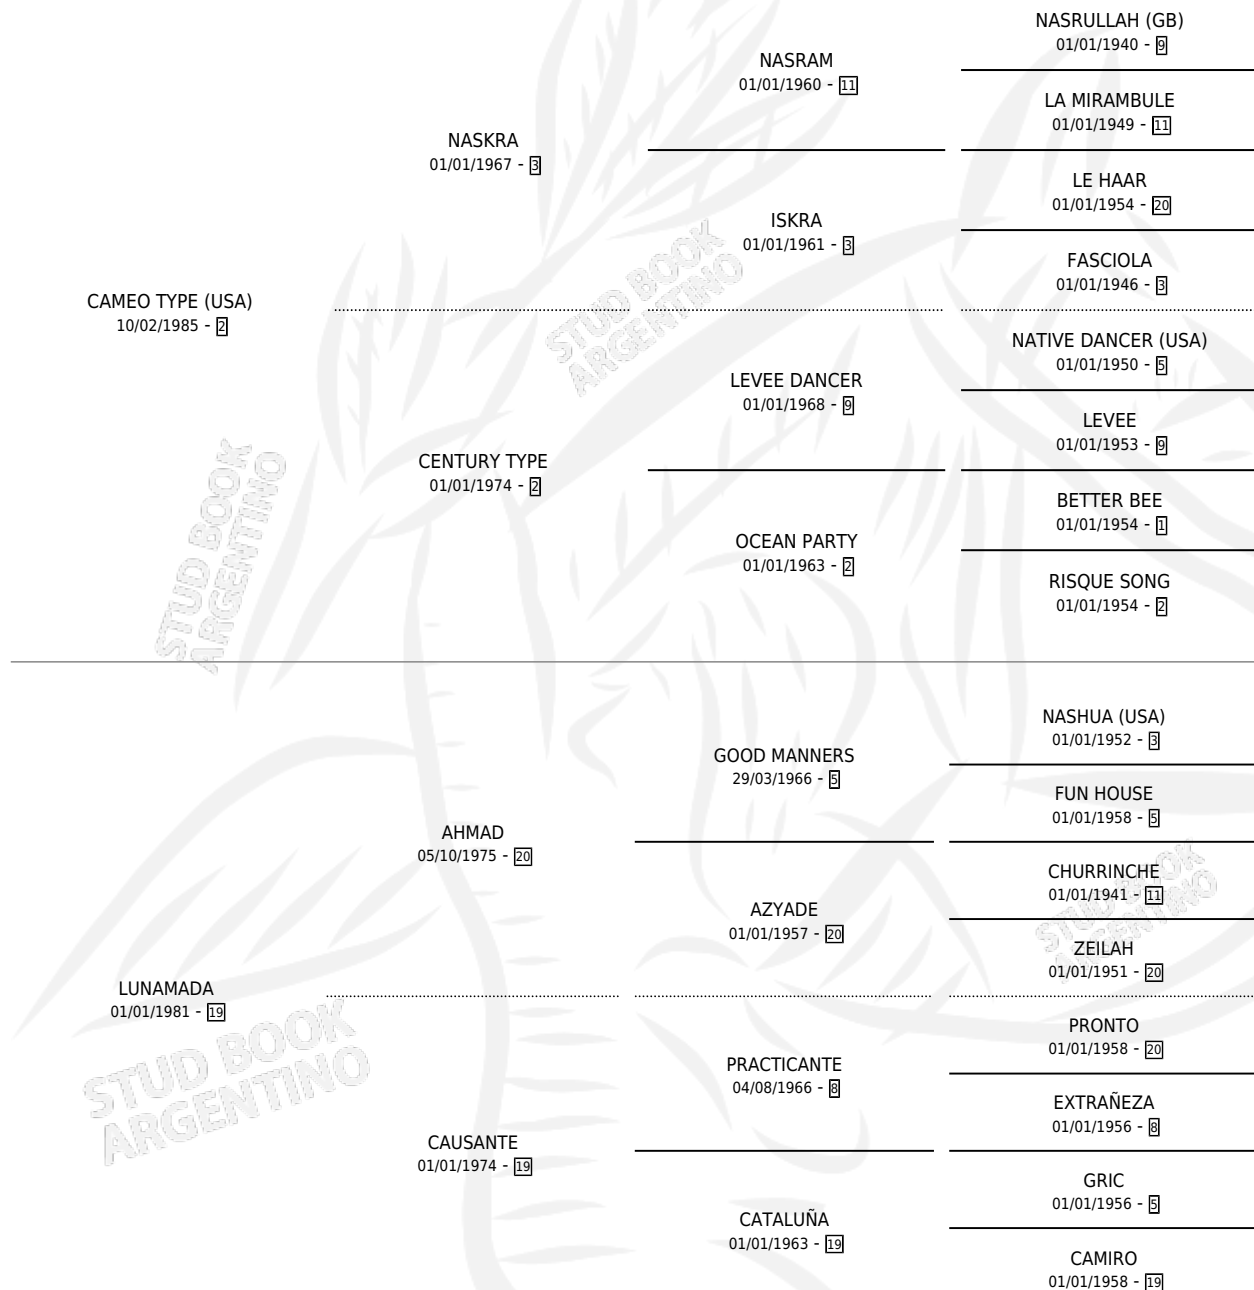 NASRULLAH (GB)
01/01/1940 - 9
NASRAM
01/01/1960 - 11
LA MIRAMBULE
01/01/1949 - 11
NASKRA
01/01/1967 - 3
LE HAAR
01/01/1954 - 20
ISKRA
01/01/1961 - 3
FASCIOLA
01/01/1946 - 3
CAMEO TYPE (USA)
10/02/1985 - 2
NATIVE DANCER (USA)
01/01/1950 - 5
LEVEE DANCER
01/01/1968 - 9
LEVEE
01/01/1953 - 9
CENTURY TYPE
01/01/1974 - 2
BETTER BEE
01/01/1954 - 1
OCEAN PARTY
01/01/1963 - 2
RISQUE SONG
01/01/1954 - 2
NASHUA (USA)
01/01/1952 - 3
GOOD MANNERS
29/03/1966 - 5
FUN HOUSE
01/01/1958 - 5
AHMAD
05/10/1975 - 20
CHURRINCHE
01/01/1941 - 11
AZYADE
01/01/1957 - 20
ZEILAH
01/01/1951 - 20
LUNAMADA
01/01/1981 - 19
PRONTO
01/01/1958 - 20
PRACTICANTE
04/08/1966 - 8
EXTRAÑEZA
01/01/1956 - 8
CAUSANTE
01/01/1974 - 19
GRIC
01/01/1956 - 5
CATALUÑA
01/01/1963 - 19
CAMIRO
01/01/1958 - 19
STUD BOOK
ARGENTINO
STUD BOOK
ARGENTINO
STUD BOOK
ARGENTINO
STUD BOOK
ARGENTINO